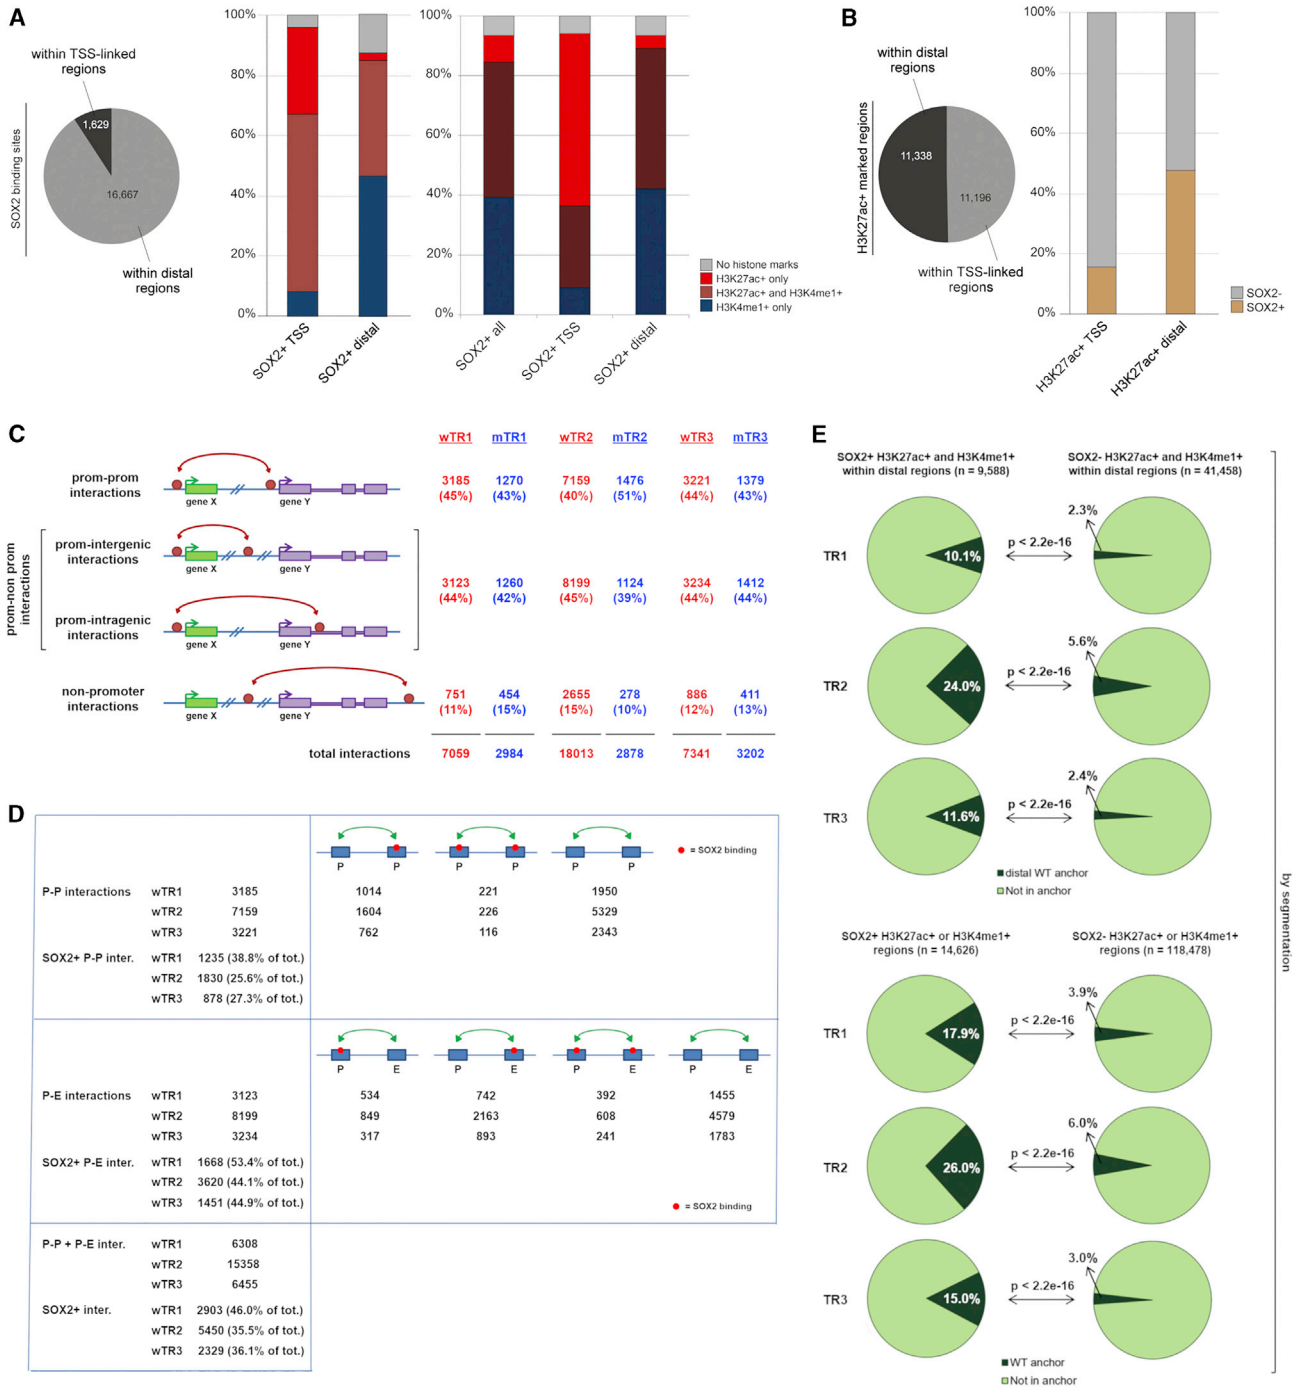 A
within TSS-linked
regions
SOX2 binding sites
1,629
16,667
within distal
regions
100%
80%
60%
40%
20%
0%
SOX2+ TSS
SOX2+ distal
100%
80%
60%
40%
20%
0%
SOX2+ all
SOX2+ TSS
SOX2+ distal
No histone marks
H3K27ac+ only
H3K27ac+ and H3K4me1+
H3K4me1+ only
B
within distal
regions
H3K27ac+ marked regions
11,338
11,196
within TSS-linked
regions
100%
80%
60%
40%
20%
0%
H3K27ac+ TSS
H3K27ac+ distal
SOX2-
SOX2+
C
wTR1 mTR1 wTR2 mTR2 wTR3 mTR3
prom-prom
interactions
gene X gene Y
3185 1270 7159 1476 3221 1379
(45%) (43%) (40%) (51%) (44%) (43%)
prom-non prom
interactions
prom-intergenic
interactions
gene X gene Y
3123 1260 8199 1124 3234 1412
(44%) (42%) (45%) (39%) (44%) (44%)
prom-intragenic
interactions
gene X gene Y
non-promoter
interactions
gene X gene Y
751 454 2655 278 886 411
(11%) (15%) (15%) (10%) (12%) (13%)
total interactions 7059 2984 18013 2878 7341 3202
D
P P P P P P
= SOX2 binding
P-P interactions wTR1 3185 1014 221 1950
wTR2 7159 1604 226 5329
wTR3 3221 762 116 2343
SOX2+ P-P inter. wTR1 1235 (38.8% of tot.)
wTR2 1830 (25.6% of tot.)
wTR3 878 (27.3% of tot.)
P E P E P E P E
P-E interactions wTR1 3123 534 742 392 1455
wTR2 8199 849 2163 608 4579
wTR3 3234 317 893 241 1783
SOX2+ P-E inter. wTR1 1668 (53.4% of tot.)
wTR2 3620 (44.1% of tot.)
wTR3 1451 (44.9% of tot.)
= SOX2 binding
P-P + P-E inter. wTR1 6308
wTR2 15358
wTR3 6455
SOX2+ inter. wTR1 2903 (46.0% of tot.)
wTR2 5450 (35.5% of tot.)
wTR3 2329 (36.1% of tot.)
E
SOX2+ H3K27ac+ and H3K4me1+
within distal regions (n = 9,588)
SOX2- H3K27ac+ and H3K4me1+
within distal regions (n = 41,458)
TR1 10.1% p < 2.2e-16 2.3%
TR2 24.0% p < 2.2e-16 5.6%
TR3 11.6% p < 2.2e-16 2.4%
distal WT anchor
Not in anchor
by segmentation
SOX2+ H3K27ac+ or H3K4me1+
regions (n = 14,626)
SOX2- H3K27ac+ or H3K4me1+
regions (n = 118,478)
TR1 17.9% p < 2.2e-16 3.9%
TR2 26.0% p < 2.2e-16 6.0%
TR3 15.0% p < 2.2e-16 3.0%
WT anchor
Not in anchor